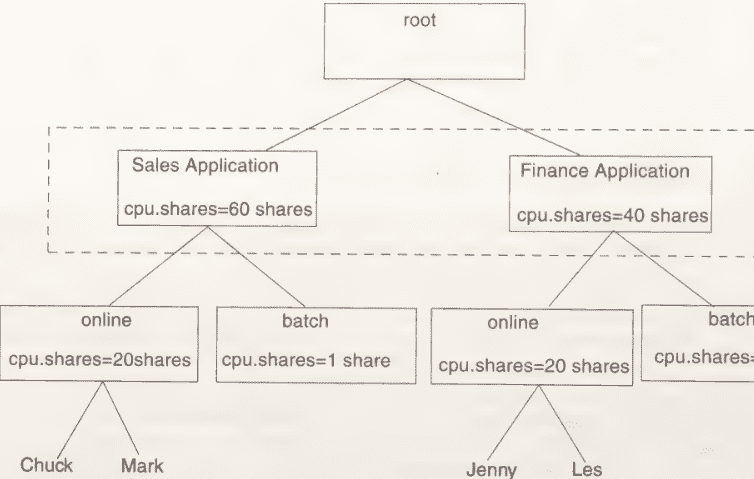 root
Sales Application
cpu.shares=60 shares
Finance Application
cpu.shares=40 shares
online
cpu.shares=20shares
batch
cpu.shares=1 share
online
cpu.shares=20 shares
batch
cpu.shares=
Chuck
Mark
Jenny
Les